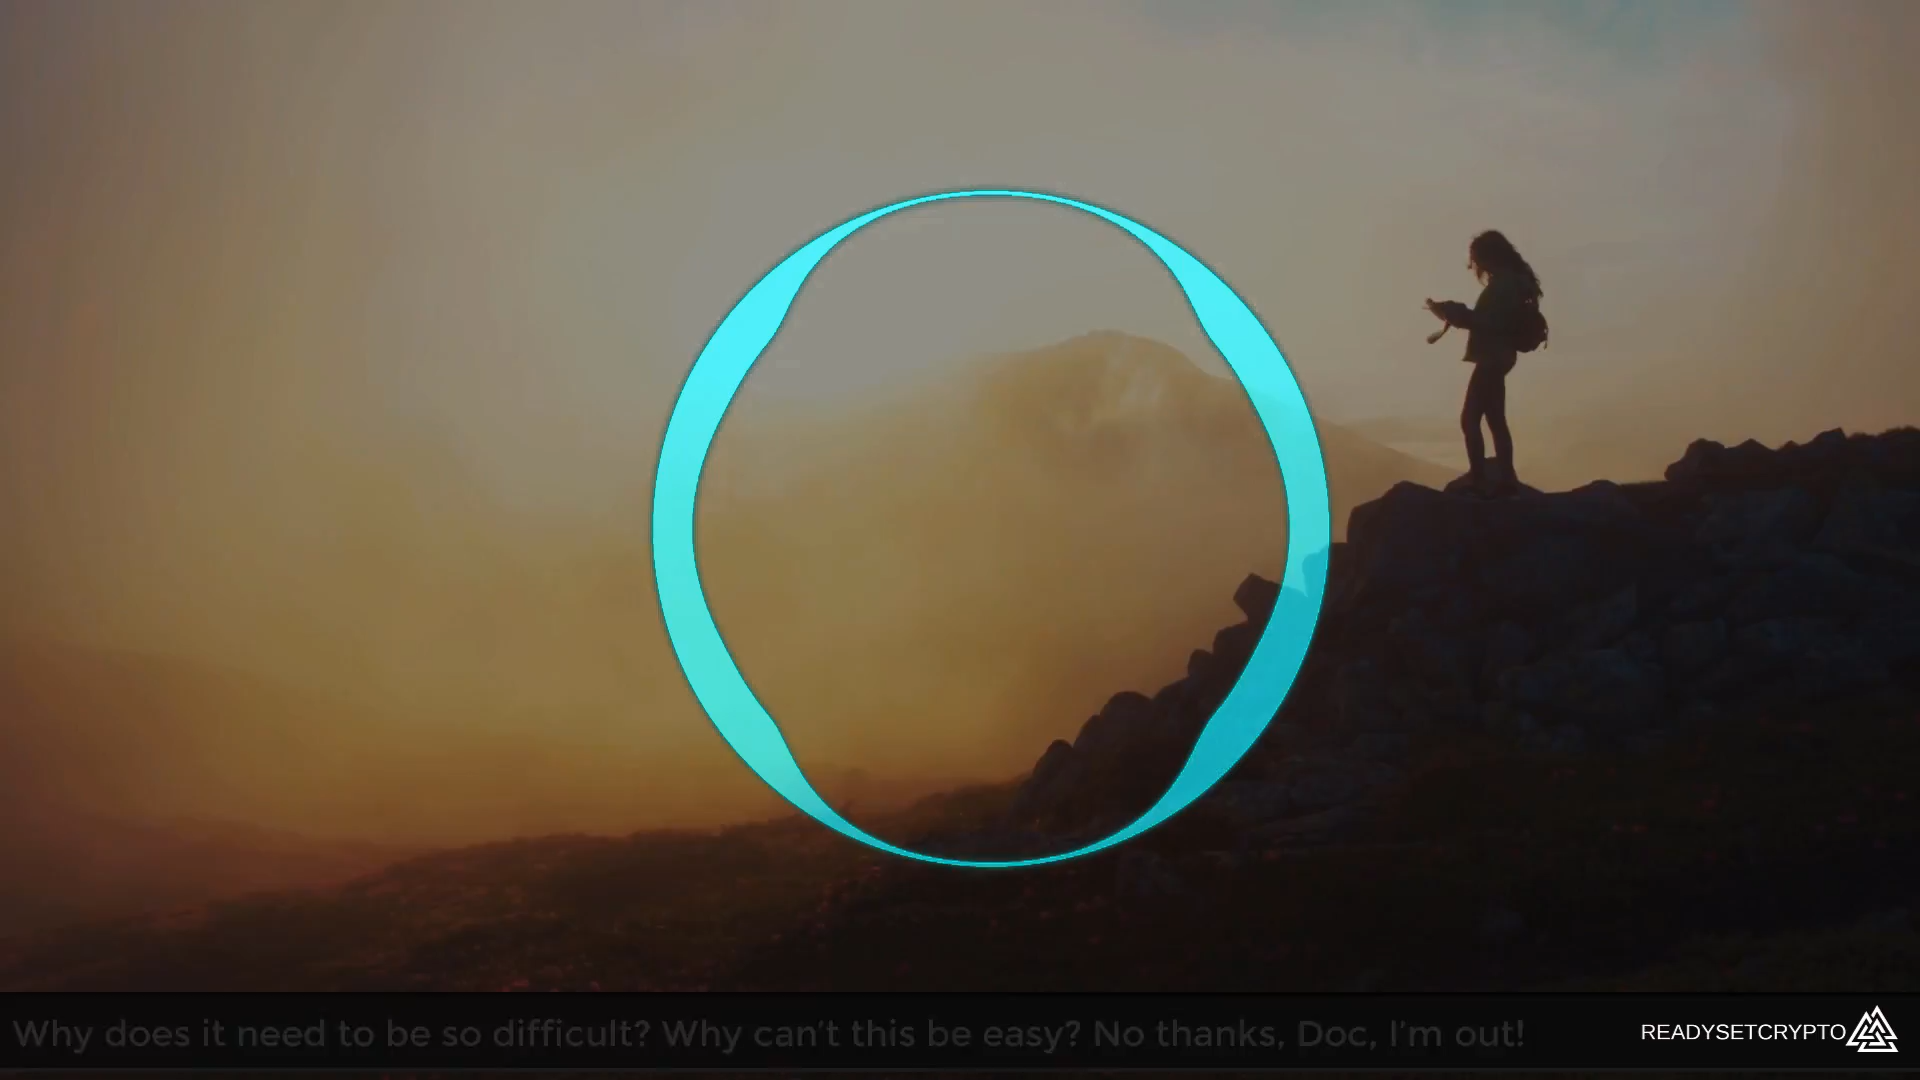 Why does it need to be so difficult? Why can't this be easy? No thanks, Doc, I'm out!
READYSETCRYPTO